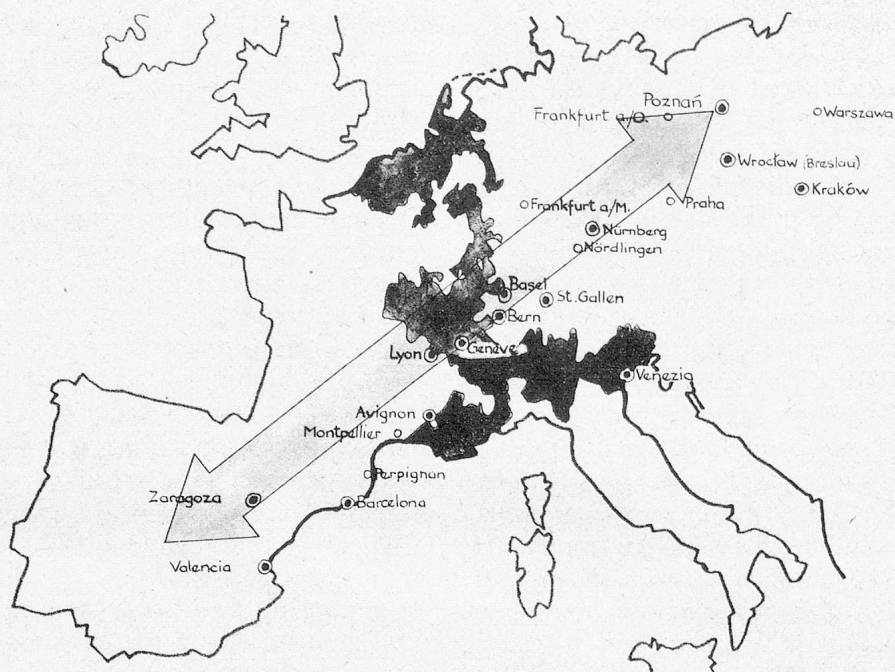 Poznań
Frankfurt a/O
Warszawa
Wrocław (Breslau)
Kraków
Frankfurt a/M.
Praha
Nürnberg
Nördlingen
Basel
St. Gallen
Bern
Genève
Lyon
Venezia
Avignon
Montpellier
Perpignan
Zaragoza
Barcelona
Valencia